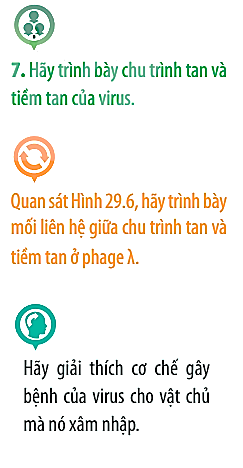 7. Hãy trình bày chu trình tan và
tiềm tan của virus.
Quan sát Hình 29.6, hãy trình bày
mối liên hệ giữa chu trình tan và
tiềm tan ở phage λ.
Hãy giải thích cơ chế gây
bệnh của virus cho vật chủ
mà nó xâm nhập.